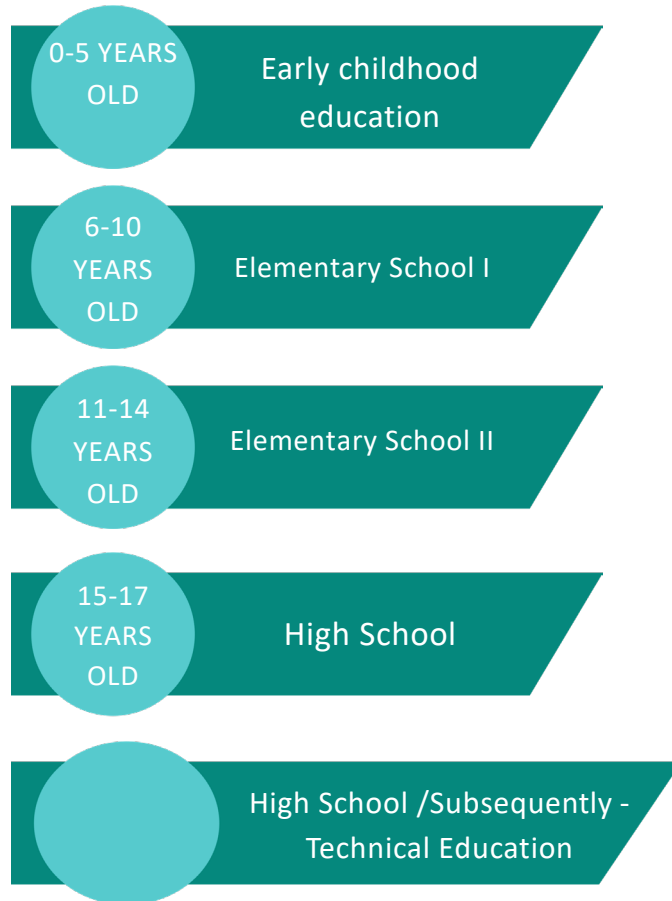 0-5 YEARS
OLD
Early childhood
education
6-10
YEARS
OLD
Elementary School I
11-14
YEARS
OLD
Elementary School II
15-17
YEARS
OLD
High School
High School /Subsequently -
Technical Education